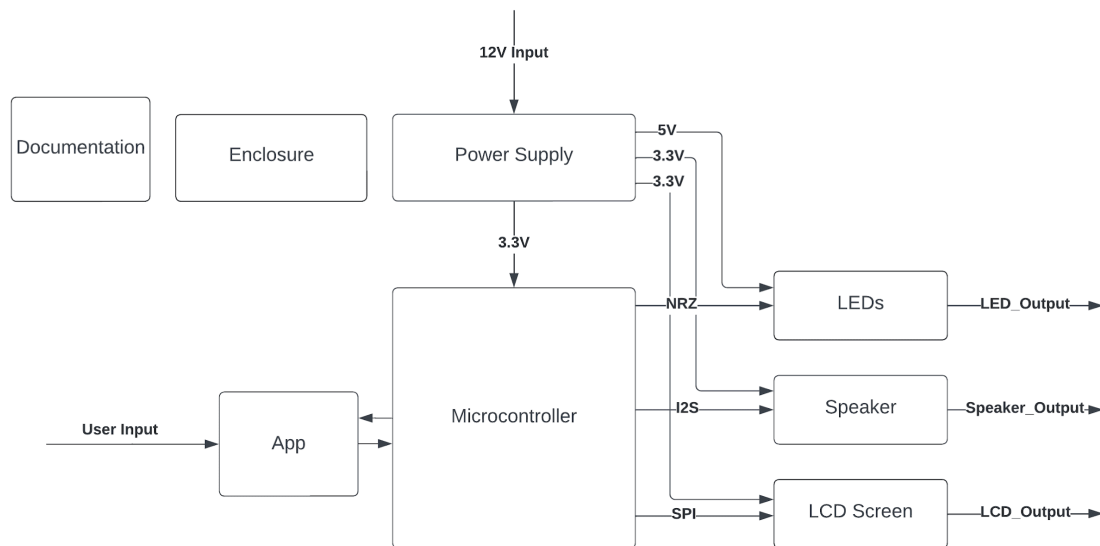 12V Input
Documentation
Enclosure
Power Supply
5V
3.3V
3.3V
3.3V
NRZ
LEDs
LED_Output
Microcontroller
I2S
Speaker
Speaker_Output
User Input
App
SPI
LCD Screen
LCD_Output